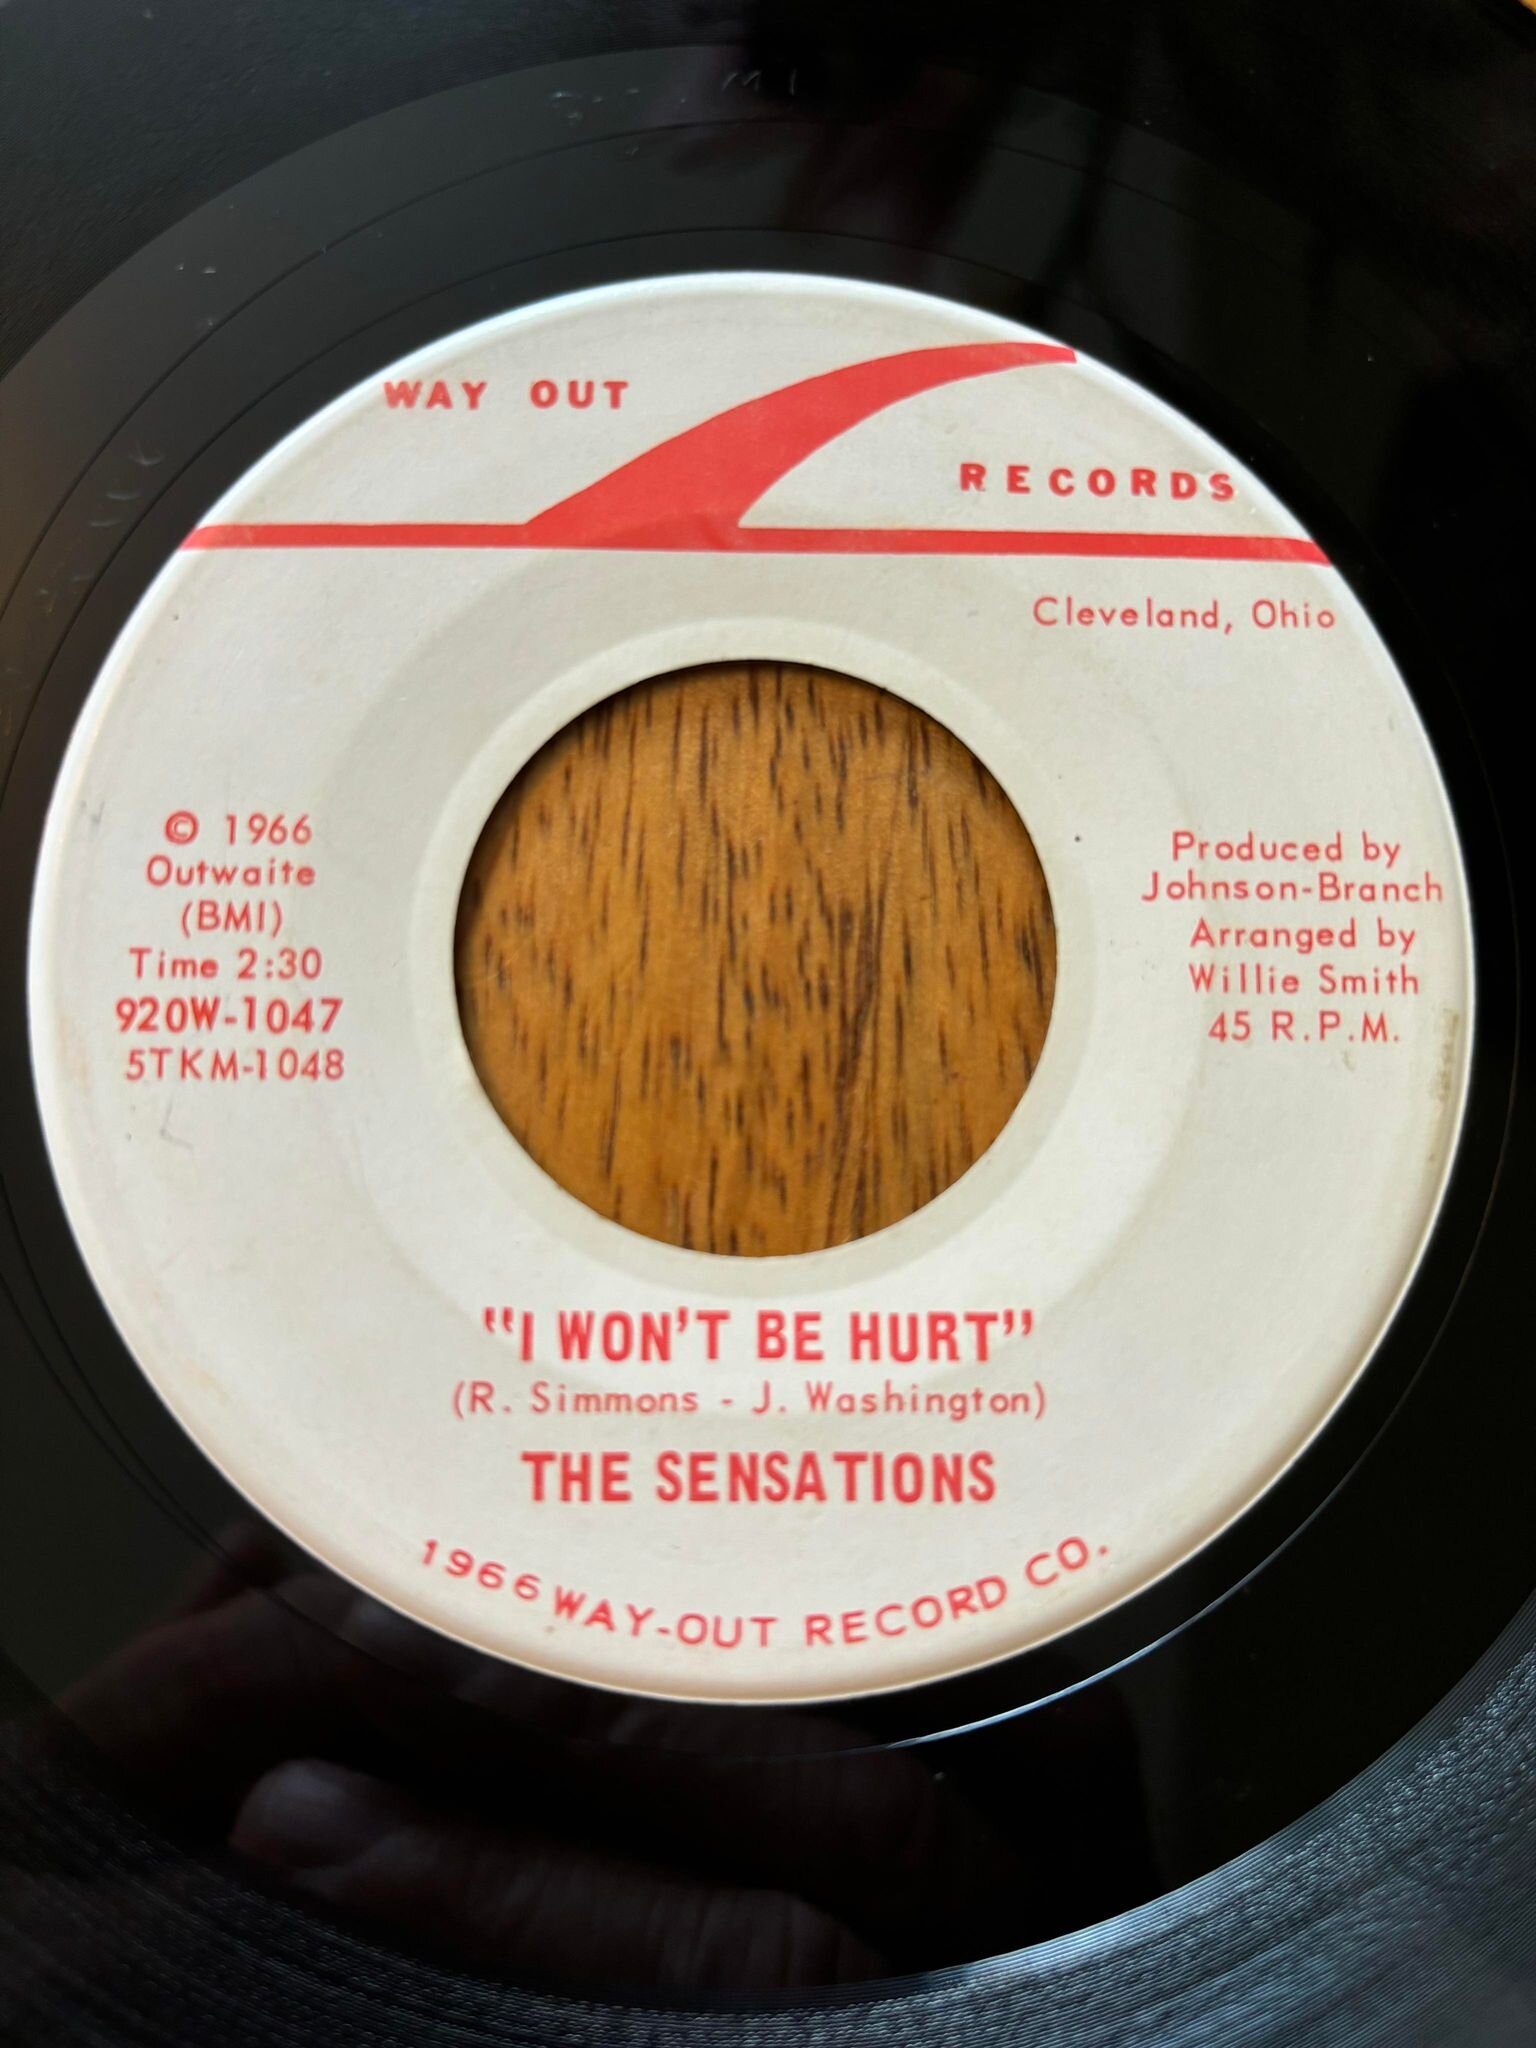 WAY OUT
RECORDS
Cleveland, Ohio
© 1966
Outwaite
(BMI)
Time 2:30
920W-1047
5TKM-1048
Produced by
Johnson-Branch
Arranged by
Willie Smith
45 R.P.M.
"I WON'T BE HURT"
(R. Simmons - J. Washington)
THE SENSATIONS
1966 WAY-OUT RECORD CO.